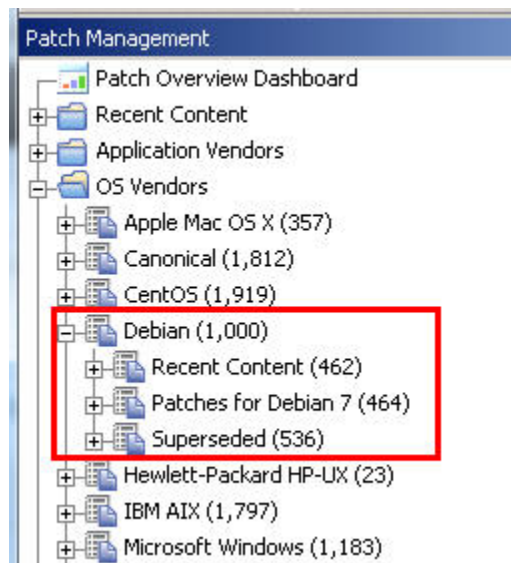 Patch Management
Patch Overview Dashboard
Recent Content
Application Vendors
OS Vendors
Apple Mac OS X (357)
Canonical (1,812)
CentOS (1,919)
Debian (1,000)
Recent Content (462)
Patches for Debian 7 (464)
Superseded (536)
Hewlett-Packard HP-UX (23)
IBM AIX (1,797)
Microsoft Windows (1,183)